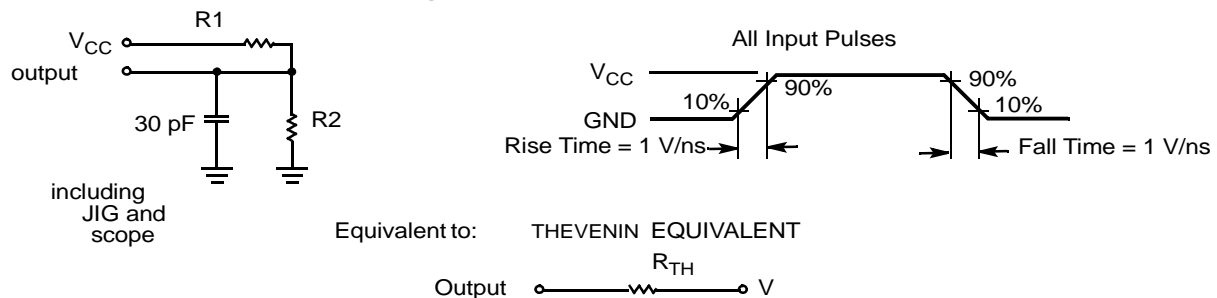 R1
VCC
output
30 pF
R2
including
JIG and
scope
All Input Pulses
VCC
GND
10%
90%
90%
10%
Rise Time = 1 V/ns
Fall Time = 1 V/ns
Equivalent to: THEVENIN EQUIVALENT
RTH
Output V